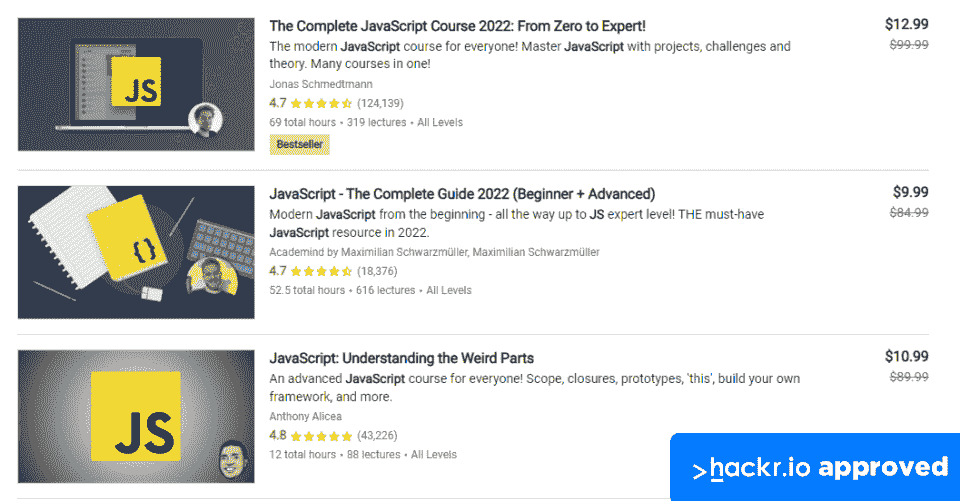 The Complete JavaScript Course 2022: From Zero to Expert!
$12.99
The modern JavaScript course for everyone! Master JavaScript with projects, challenges and
$99.99
theory. Many courses in one!
Jonas Schmedtmann
4.7 (124,139)
69 total hours • 319 lectures • All Levels
Bestseller
JS
JavaScript - The Complete Guide 2022 (Beginner + Advanced)
$9.99
Modern JavaScript from the beginning - all the way up to JS expert level! THE must-have
$84.99
JavaScript resource in 2022.
Academind by Maximilian Schwarzmüller, Maximilian Schwarzmüller
4.7 (18,376)
52.5 total hours • 616 lectures • All Levels
{}
JavaScript: Understanding the Weird Parts
$10.99
An advanced JavaScript course for everyone! Scope, closures, prototypes, 'this', build your own
$89.99
framework, and more.
Anthony Alicea
4.8 (43,226)
12 total hours • 88 lectures • All Levels
JS
>hackr.io approved